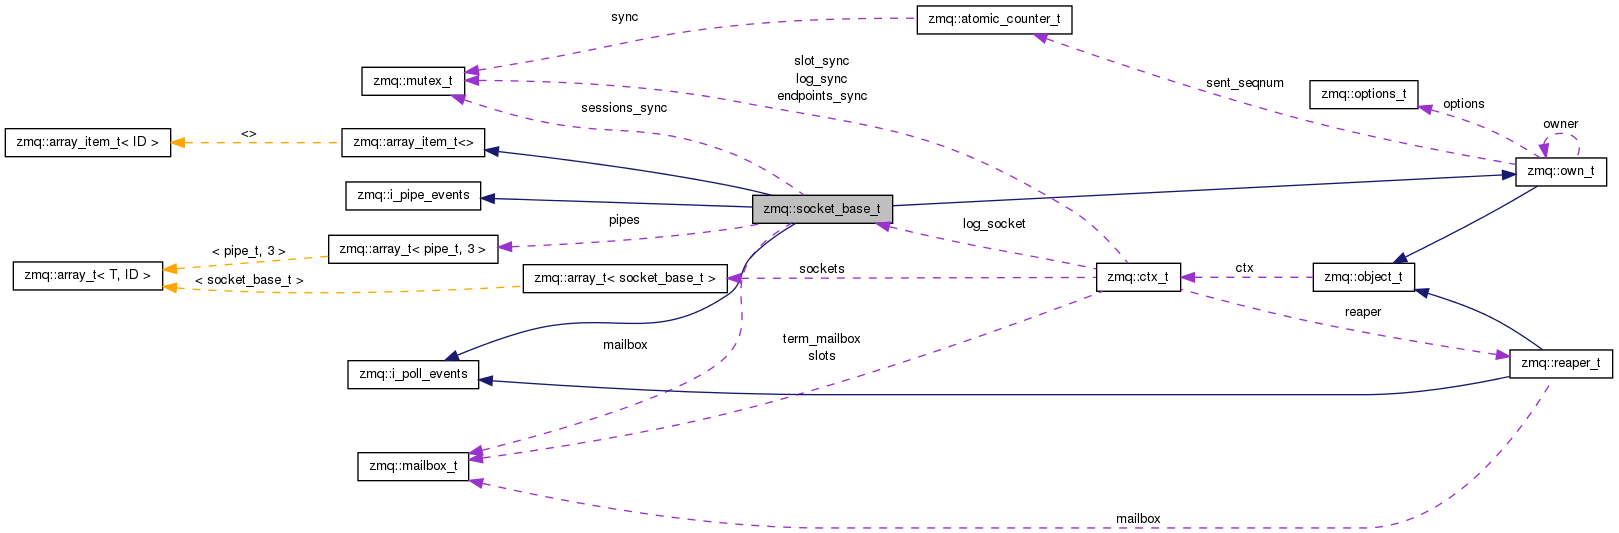 sync
zmq::atomic_counter_t
zmq::mutex_t
slot_sync
log_sync
endpoints_sync
sent_seqnum
zmq::options_t
options
sessions_sync
owner
zmq::array_item_t< ID >
<>
zmq::array_item_t<>
zmq::own_t
zmq::i_pipe_events
zmq::socket_base_t
pipes
log_socket
< pipe_t, 3 >
zmq::array_t< pipe_t, 3 >
zmq::array_t< T, ID >
< socket_base_t >
zmq::array_t< socket_base_t >
sockets
zmq::ctx_t
ctx
zmq::object_t
reaper
mailbox
term_mailbox
slots
zmq::i_poll_events
zmq::reaper_t
zmq::mailbox_t
mailbox